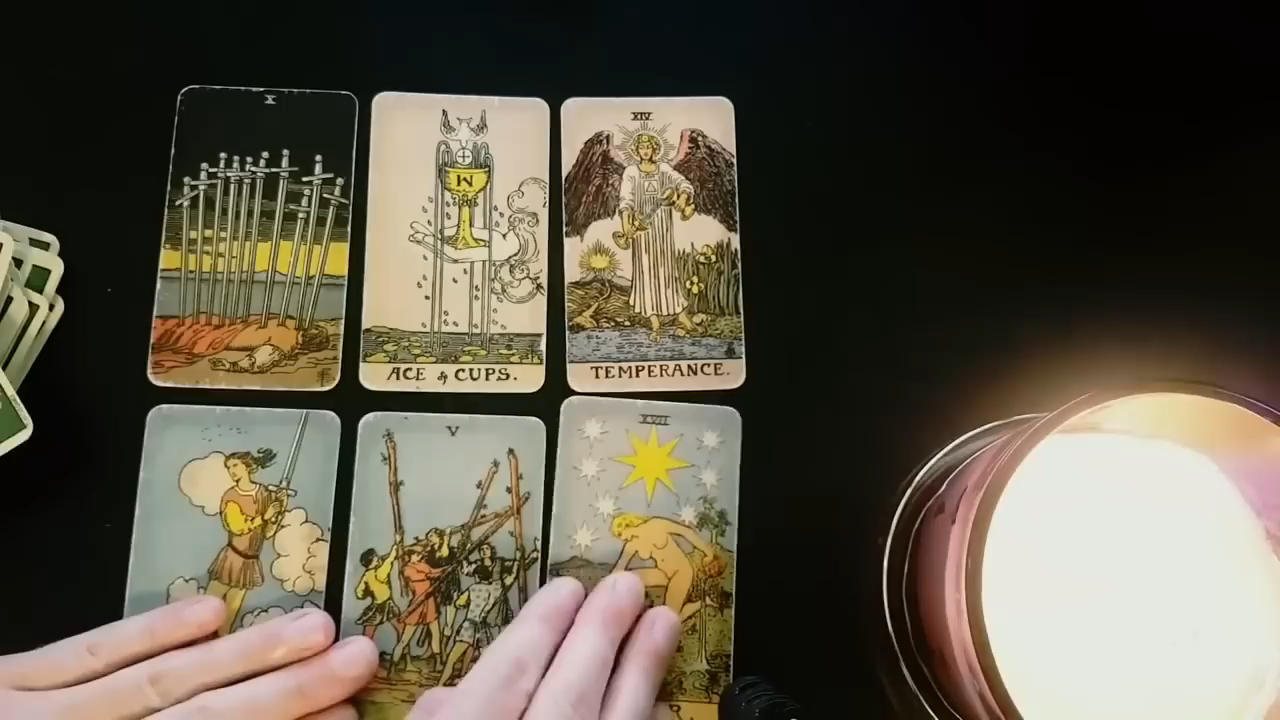 X
ACE of CUPS.
XIV
TEMPERANCE.
V
XVII